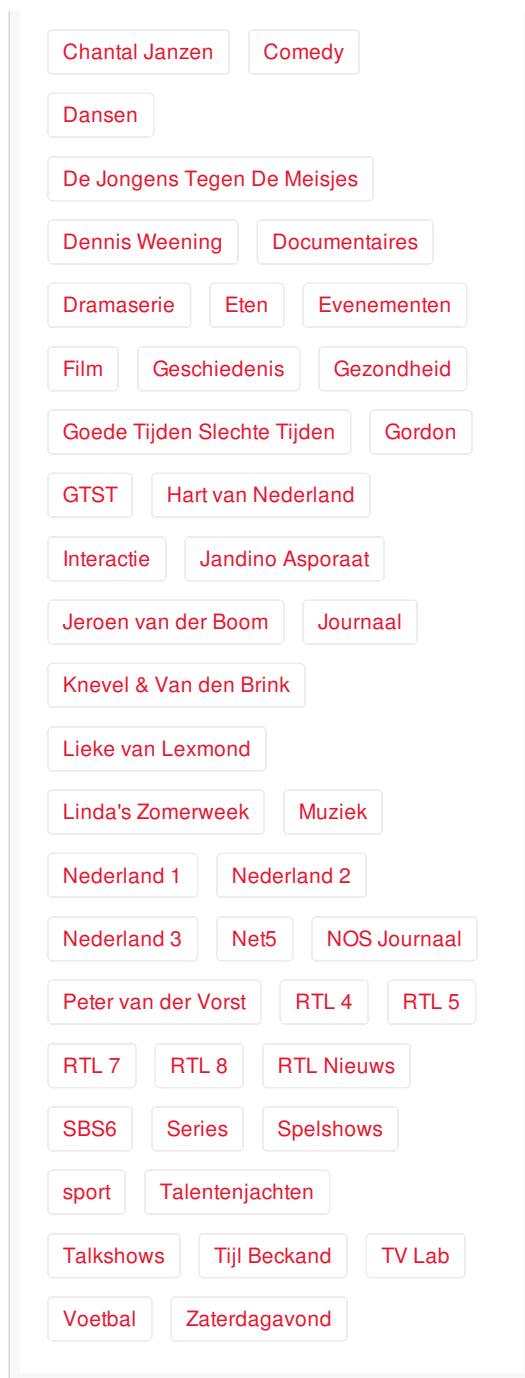 Chantal Janzen Comedy
Dansen
De Jongens Tegen De Meisjes
Dennis Weening Documentaires
Dramaserie Eten Evenementen
Film Geschiedenis Gezondheid
Goede Tijden Slechte Tijden Gordon
GTST Hart van Nederland
Interactie Jandino Asporaat
Jeroen van der Boom Journaal
Knevel & Van den Brink
Lieke van Lexmond
Linda's Zomerweek Muziek
Nederland 1 Nederland 2
Nederland 3 Net5 NOS Journaal
Peter van der Vorst RTL 4 RTL 5
RTL 7 RTL 8 RTL Nieuws
SBS6 Series Spelshows
sport Talentenjachten
Talkshows Tijl Beckand TV Lab
Voetbal Zaterdagavond